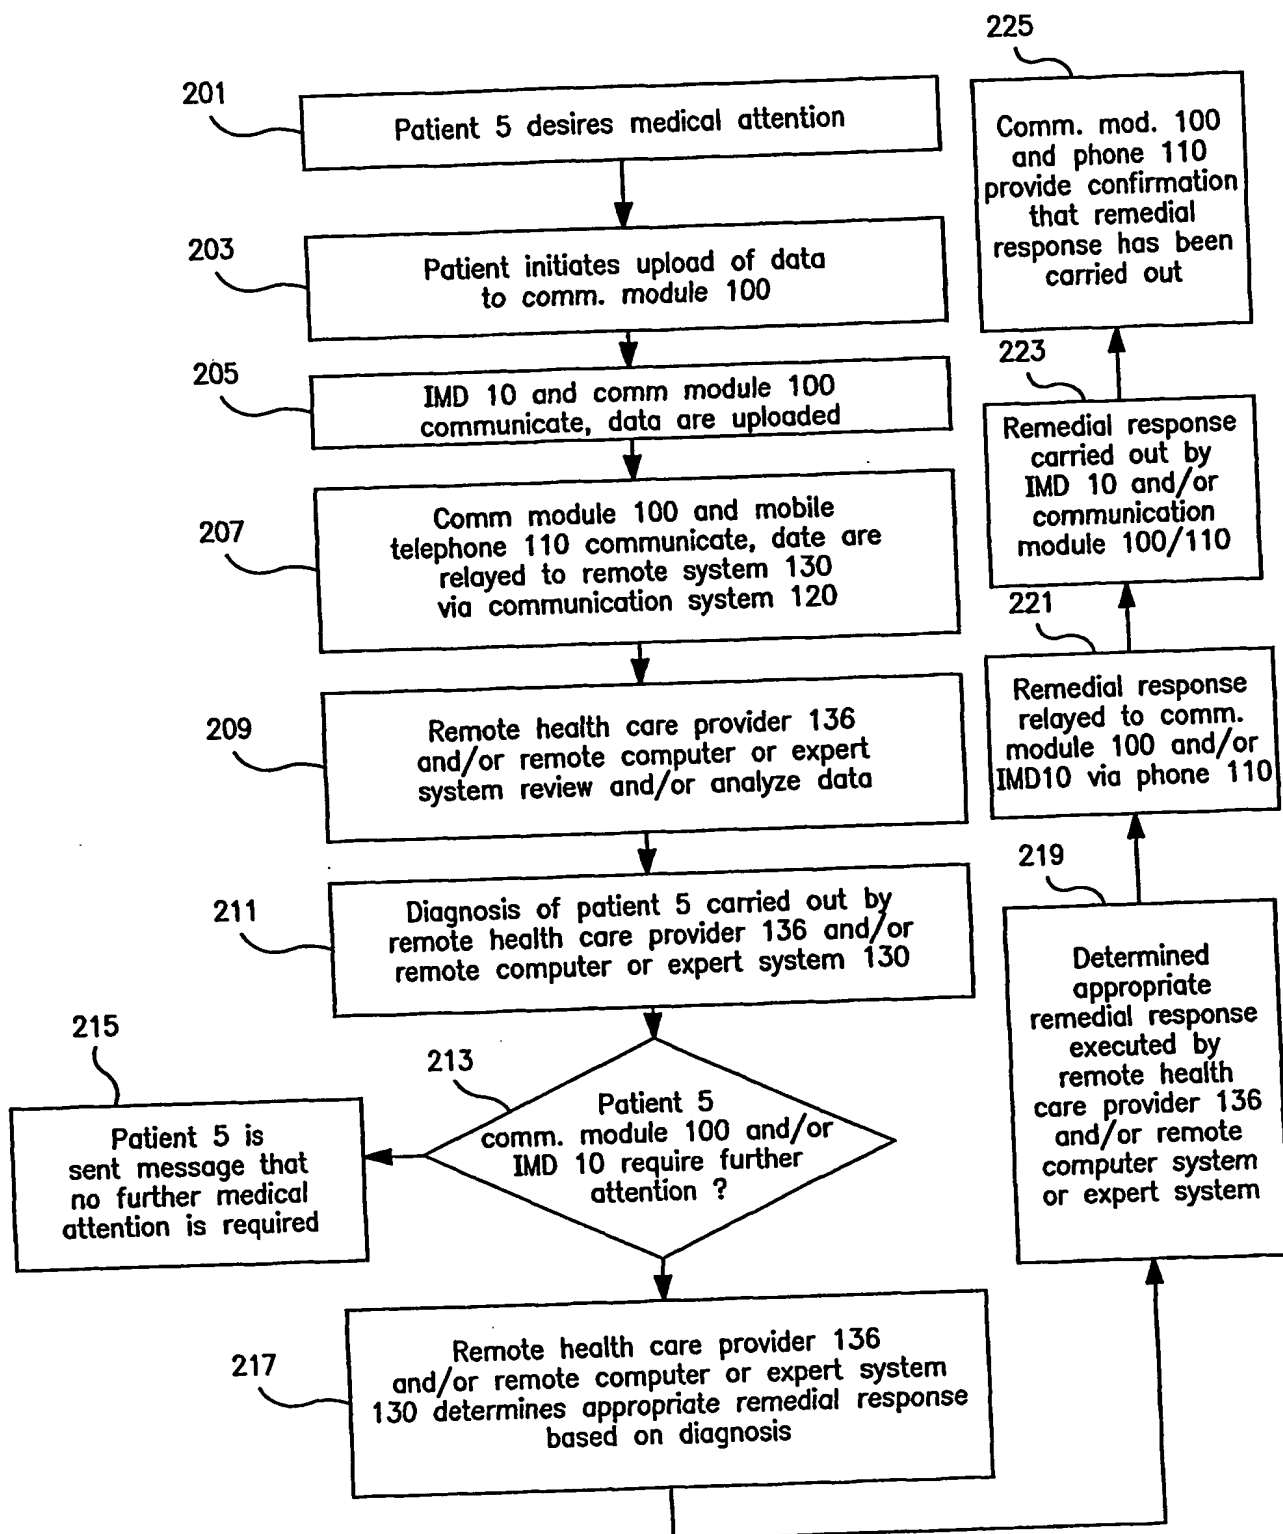 201
Patient 5 desires medical attention
203
Patient initiates upload of data
to comm. module 100
205
IMD 10 and comm module 100
communicate, data are uploaded
207
Comm module 100 and mobile
telephone 110 communicate, date are
relayed to remote system 130
via communication system 120
209
Remote health care provider 136
and/or remote computer or expert
system review and/or analyze data
211
Diagnosis of patient 5 carried out by
remote health care provider 136 and/or
remote computer or expert system 130
213
Patient 5
comm. module 100 and/or
IMD 10 require further
attention ?
215
Patient 5 is
sent message that
no further medical
attention is required
217
Remote health care provider 136
and/or remote computer or expert system
130 determines appropriate remedial response
based on diagnosis
219
Determined
appropriate
remedial response
executed by
remote health
care provider 136
and/or remote
computer system
or expert system
221
Remedial response
relayed to comm.
module 100 and/or
IMD10 via phone 110
223
Remedial response
carried out by
IMD 10 and/or
communication
module 100/110
225
Comm. mod. 100
and phone 110
provide confirmation
that remedial
response has been
carried out